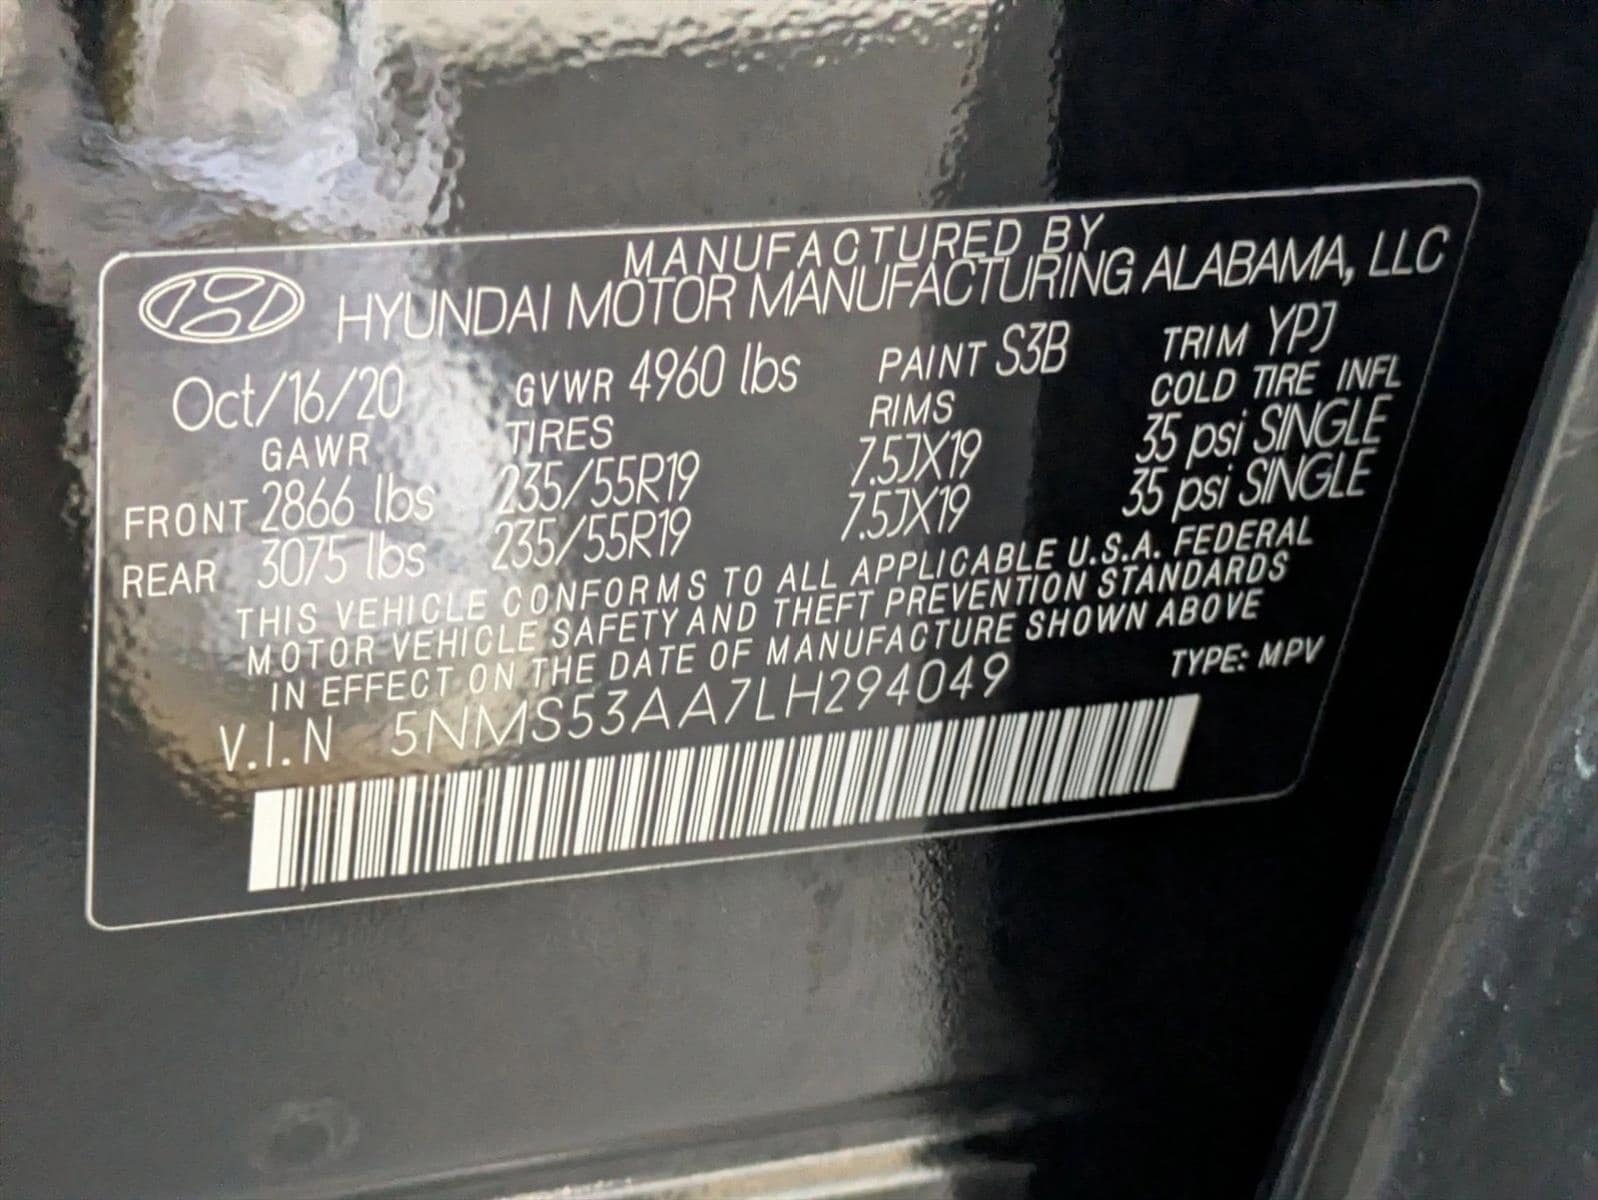 MANUFACTURED BY
HYUNDAI MOTOR MANUFACTURING ALABAMA, LLC
Oct/16/20 GVWR 4960 lbs PAINT S3B TRIM YPJ
GAWR TIRES RIMS COLD TIRE INFL
FRONT 2866 lbs 235/55R19 7.5JX19 35 psi SINGLE
REAR 3075 lbs 235/55R19 7.5JX19 35 psi SINGLE
THIS VEHICLE CONFORMS TO ALL APPLICABLE U.S.A. FEDERAL
MOTOR VEHICLE SAFETY AND THEFT PREVENTION STANDARDS
IN EFFECT ON THE DATE OF MANUFACTURE SHOWN ABOVE
V.I.N 5NMS53AA7LH294049 TYPE: MPV